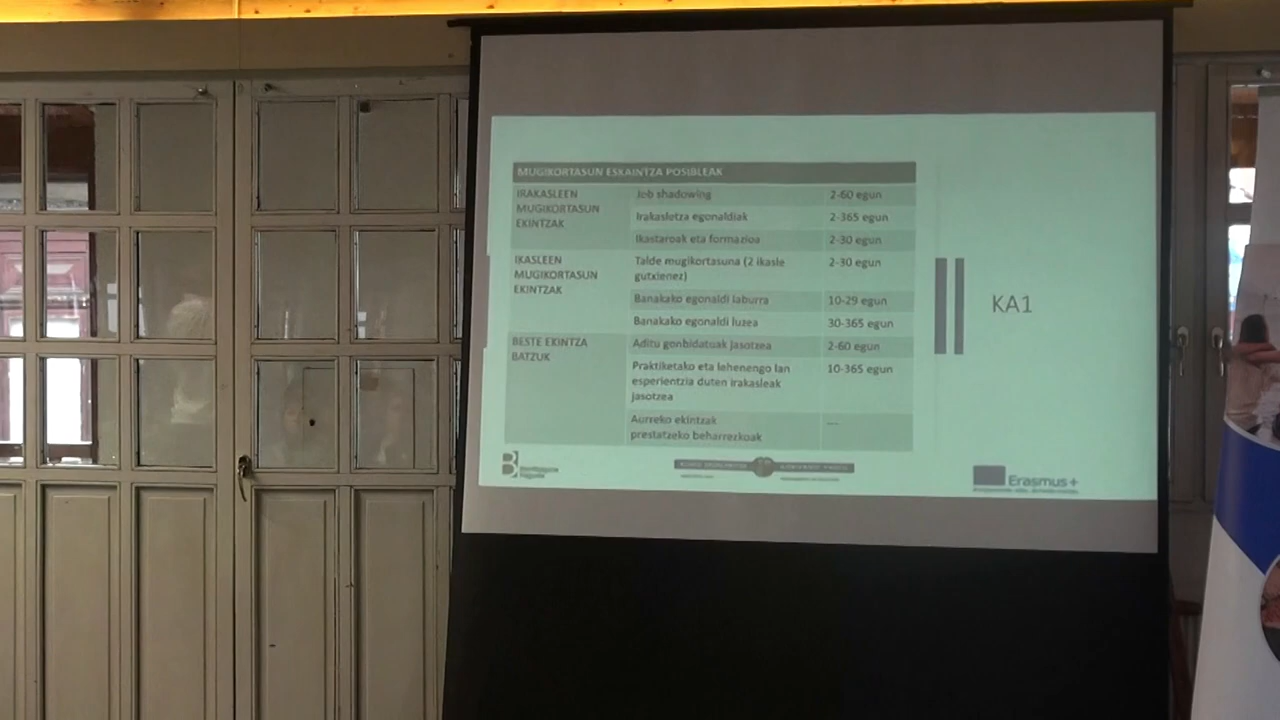 MUGIKORTASUN ESKAINTZA POSIBLEAK
IRAKASLEEN
MUGIKORTASUN
EKINTZAK
Job shadowing
2-60 egun
Irakasletza egonaldiak
2-365 egun
Ikastaroak eta formazioa
2-30 egun
IKASLEEN
MUGIKORTASUN
EKINTZAK
Talde mugikortasuna (2 ikasle
gutxienez)
2-30 egun
Banakako egonaldi laburra
10-29 egun
Banakako egonaldi luzea
30-365 egun
BESTE EKINTZA
BATZUK
Aditu gonbidatuak jasotzea
2-60 egun
Praktiketako eta lehenengo lan
esperientzia duten irakasleak
jasotzea
10-365 egun
Aurreko ekintzak
prestatzeko beharrezkoak
---
KA1
Erasmus+